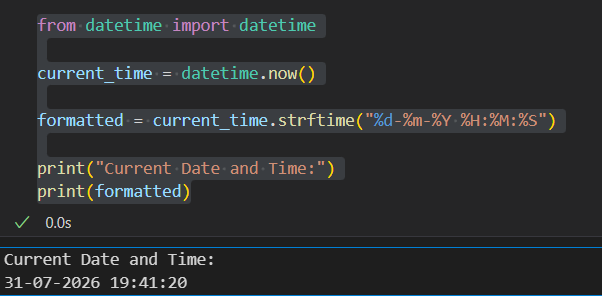 from datetime import datetime
current_time = datetime.now()
formatted = current_time.strftime("%d-%m-%Y %H:%M:%S")
print("Current Date and Time:")
print(formatted)
0.0s
Current Date and Time:
31-07-2026 19:41:20